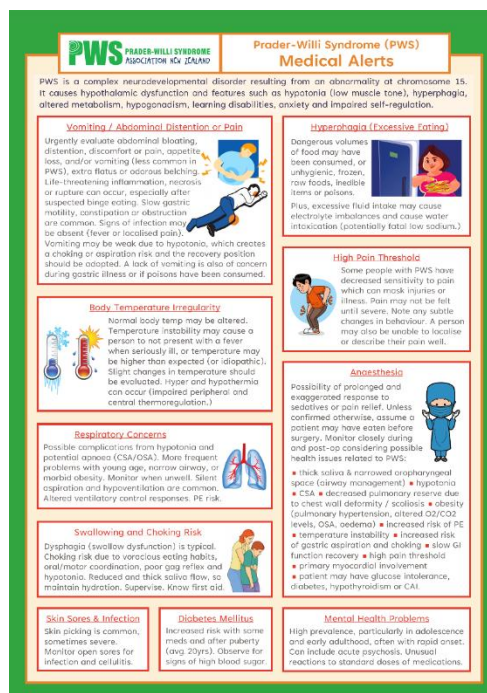 PWS PRADER-WILLI SYNDROME
ASSOCIATION NEW ZEALAND
Prader-Willi Syndrome (PWS)
Medical Alerts
PWS is a complex neurodevelopmental disorder resulting from an abnormality at chromosome 15.
It causes hypothalamic dysfunction and features such as hypotonia (low muscle tone), hyperphagia,
altered metabolism, hypogonadism, learning disabilities, anxiety and impaired self-regulation.
Vomiting / Abdominal Distention or Pain
Urgently evaluate abdominal bloating,
distention, discomfort or pain, appetite
loss, and/or vomiting (less common in
PWS), extra flatus or odorous belching.
Life-threatening inflammation, necrosis
or rupture can occur, especially after
suspected binge eating. Slow gastric
motility, constipation or obstruction
are common. Signs of infection may
be absent (fever or localised pain).
Vomiting may be weak due to hypotonia, which creates
a choking or aspiration risk and the recovery position
should be adopted. A lack of vomiting is also of concern
during gastric illness or if poisons have been consumed.
Body Temperature Irregularity
Normal body temp may be altered.
Temperature instability may cause a
person to not present with a fever
when seriously ill, or temperature may
be higher than expected (or idiopathic).
Slight changes in temperature should
be evaluated. Hyper and hypothermia
can occur (impaired peripheral and
central thermoregulation.)
Respiratory Concerns
Possible complications from hypotonia and
potential apnoea (CSA/OSA). More frequent
problems with young age, narrow airway, or
morbid obesity. Monitor when unwell. Silent
aspiration and hypoventilation are common.
Altered ventilatory control responses. PE risk.
Swallowing and Choking Risk
Dysphagia (swallow dysfunction) is typical.
Choking risk due to voracious eating habits,
oral/motor coordination, poor gag reflex and
hypotonia. Reduced and thick saliva flow, so
maintain hydration. Supervise. Know first aid.
Skin Sores & Infection
Skin picking is common,
sometimes severe.
Monitor open sores for
infection and cellulitis.
Diabetes Mellitus
Increased risk with some
meds and after puberty
(avg. 20yrs). Observe for
signs of high blood sugar.
Hyperphagia (Excessive Eating)
Dangerous volumes
of food may have
been consumed, or
unhygienic, frozen,
raw foods, inedible
items or poisons.
Plus, excessive fluid intake may cause
electrolyte imbalances and cause water
intoxication (potentially fatal low sodium.)
High Pain Threshold
Some people with PWS have
decreased sensitivity to pain
which can mask injuries or
illness. Pain may not be felt
until severe. Note any subtle
changes in behaviour. A person
may also be unable to localise
or describe their pain well.
Anaesthesia
Possibility of prolonged and
exaggerated response to
sedatives or pain relief. Unless
confirmed otherwise, assume a
patient may have eaten before
surgery. Monitor closely during
and post-op considering possible
health issues related to PWS:
▪ thick saliva & narrowed oropharyngeal
space (airway management) ▪ hypotonia
▪ CSA ▪ decreased pulmonary reserve due
to chest wall deformity / scoliosis ▪ obesity
(pulmonary hypertension, altered O2/CO2
levels, OSA, oedema) ▪ increased risk of PE
▪ temperature instability ▪ increased risk
of gastric aspiration and choking ▪ slow GI
function recovery ▪ high pain threshold
▪ primary myocardial involvement
▪ patient may have glucose intolerance,
diabetes, hypothyroidism or CAI.
Mental Health Problems
High prevalence, particularly in adolescence
and early adulthood, often with rapid onset.
Can include acute psychosis. Unusual
reactions to standard doses of medications.